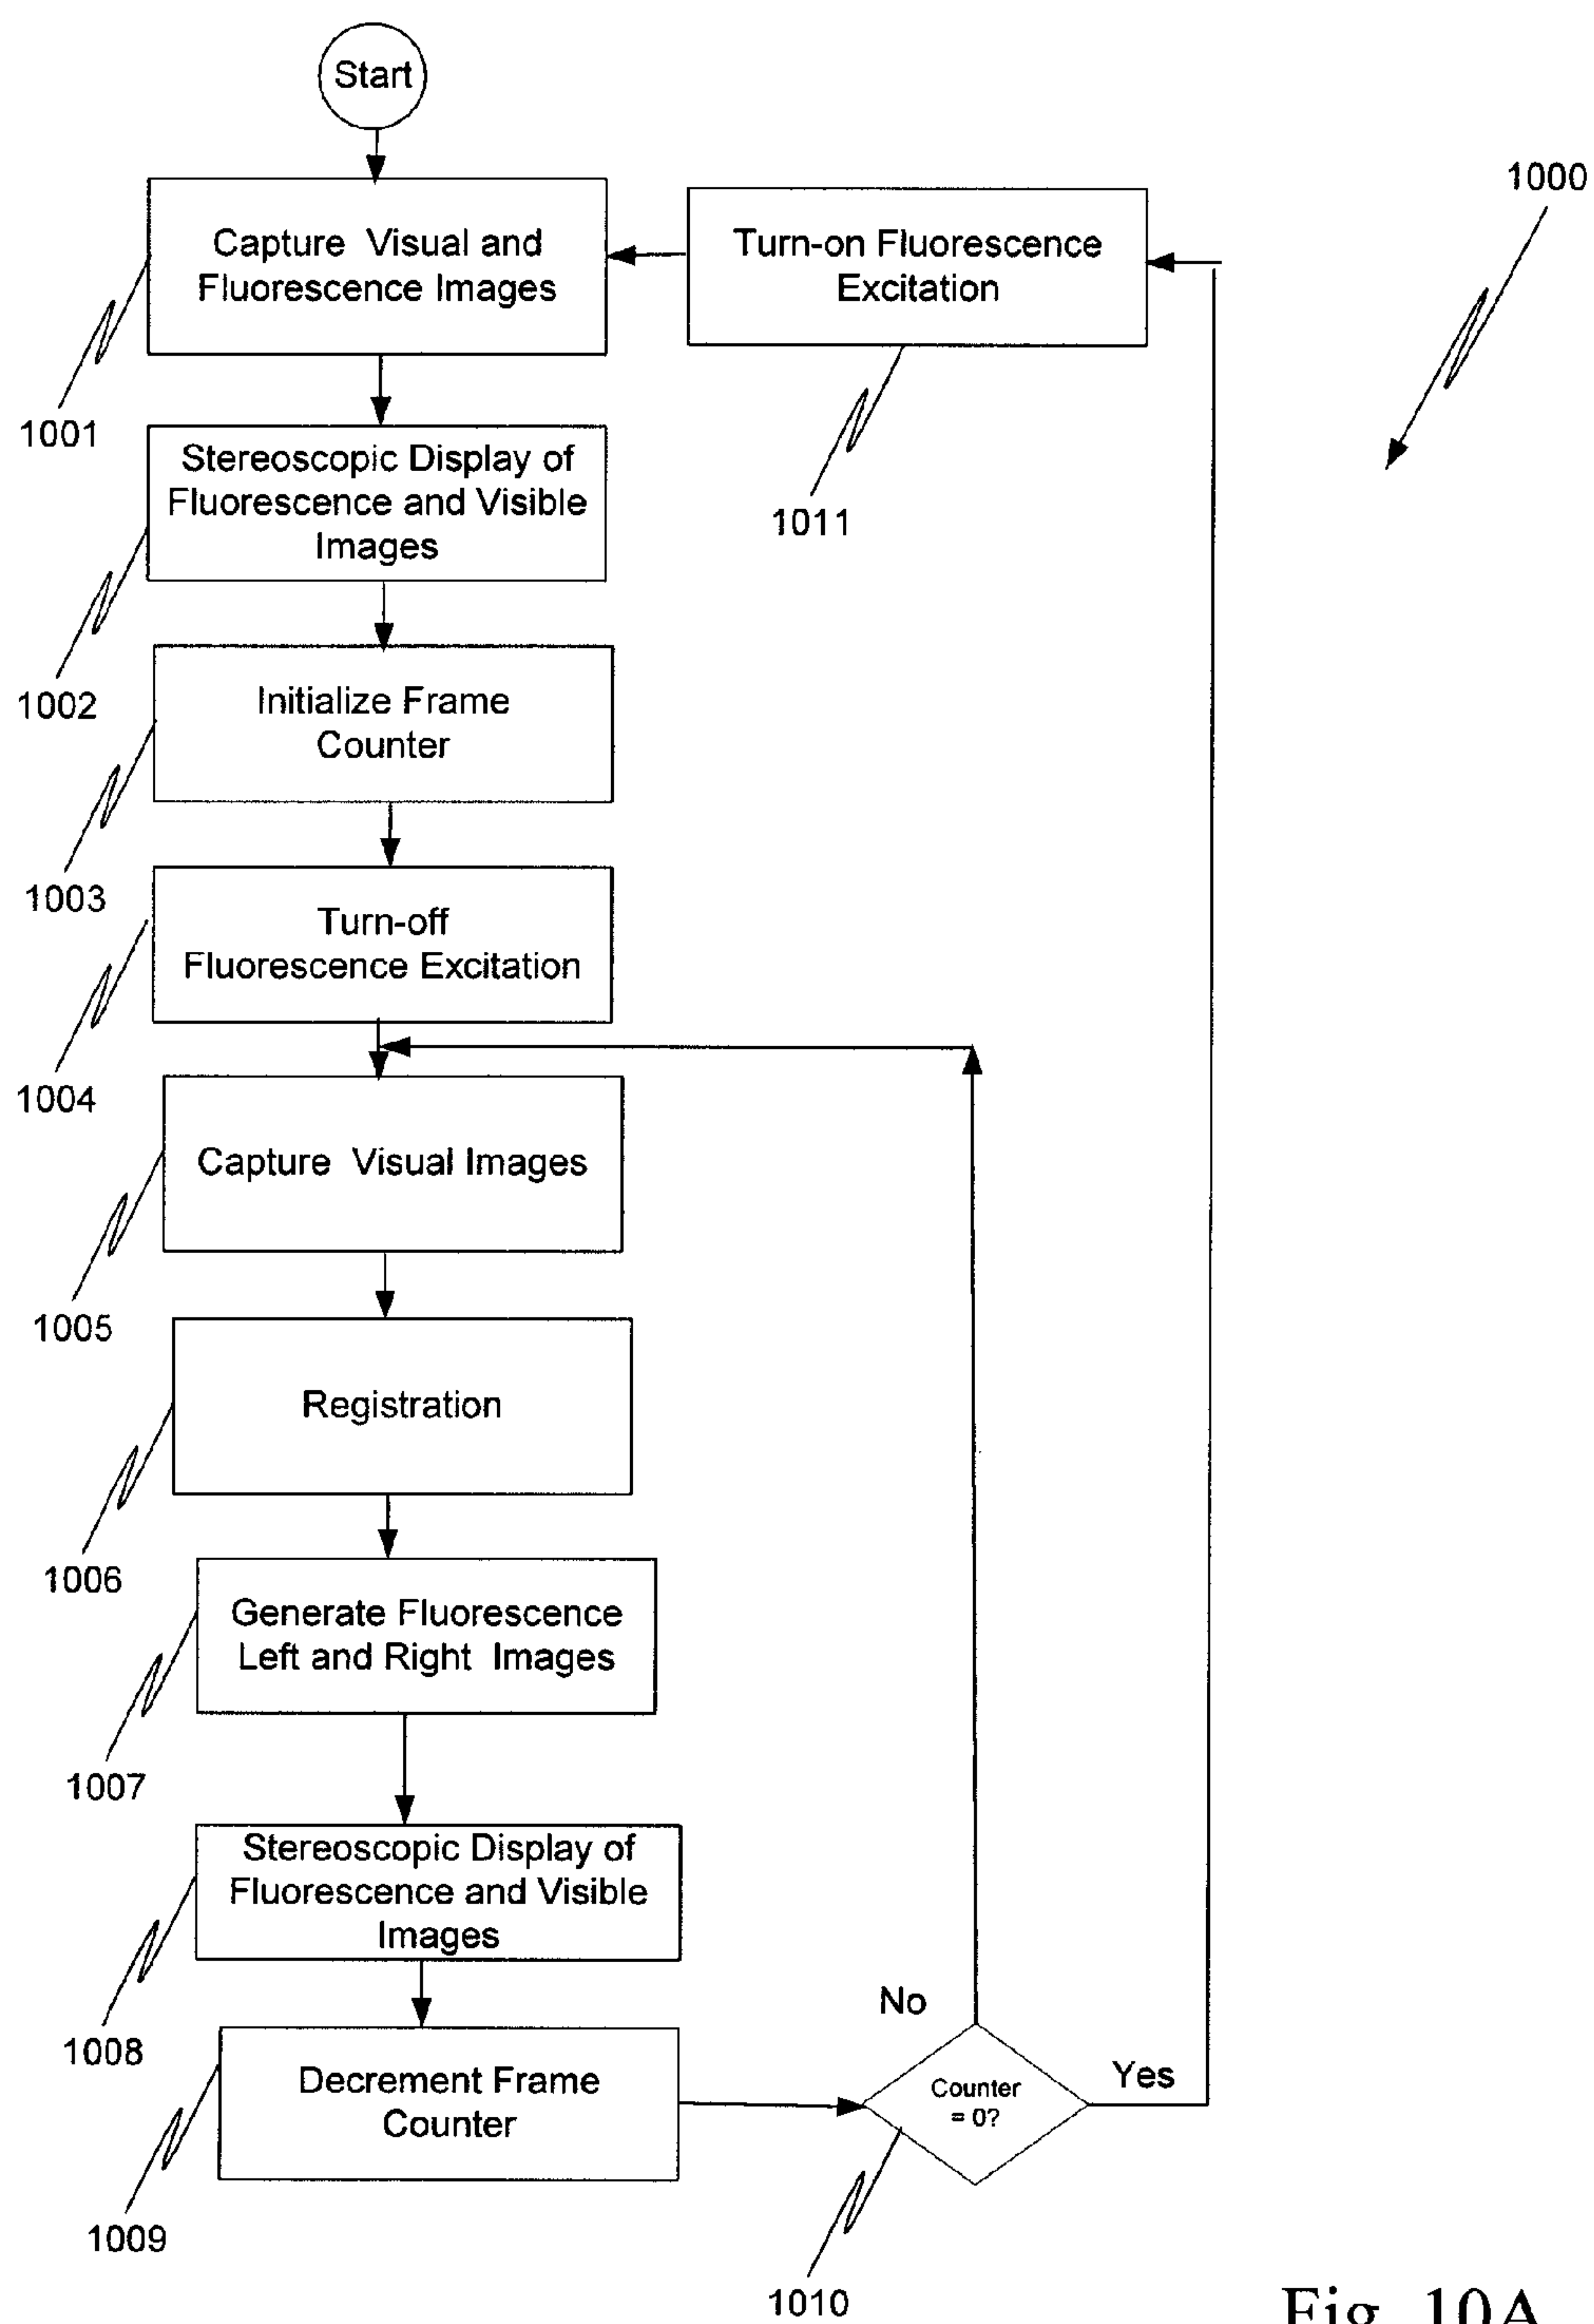 Start
Capture Visual and
Fluorescence Images
1001
Turn-on Fluorescence
Excitation
1011
1000
Stereoscopic Display of
Fluorescence and Visible
Images
1002
Initialize Frame
Counter
1003
Turn-off
Fluorescence Excitation
1004
Capture Visual Images
1005
Registration
1006
Generate Fluorescence
Left and Right Images
1007
Stereoscopic Display of
Fluorescence and Visible
Images
1008
Decrement Frame
Counter
1009
No
Counter
= 0?
Yes
1010
Fig. 10A